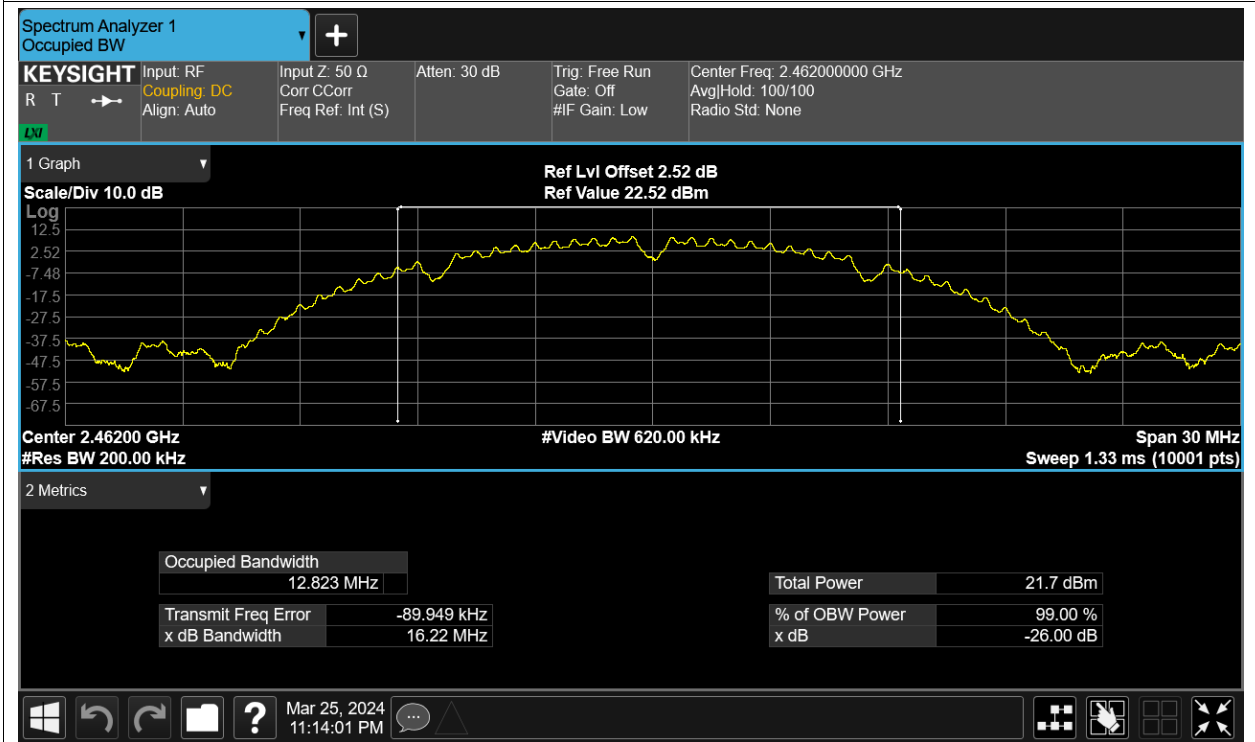 Spectrum Analyzer 1
Occupied BW
KEYSIGHT
R T
LXI
Input: RF
Coupling: DC
Align: Auto
Input Z: 50 Ω
Corr CCorr
Freq Ref: Int (S)
Atten: 30 dB
Trig: Free Run
Gate: Off
#IF Gain: Low
Center Freq: 2.462000000 GHz
Avg|Hold: 100/100
Radio Std: None
1 Graph
Scale/Div 10.0 dB
Ref Lvl Offset 2.52 dB
Ref Value 22.52 dBm
Log
12.5
2.52
-7.48
-17.5
-27.5
-37.5
-47.5
-57.5
-67.5
Center 2.46200 GHz
#Res BW 200.00 kHz
#Video BW 620.00 kHz
Span 30 MHz
Sweep 1.33 ms (10001 pts)
2 Metrics
Occupied Bandwidth
12.823 MHz
Transmit Freq Error -89.949 kHz
x dB Bandwidth 16.22 MHz
Total Power 21.7 dBm
% of OBW Power 99.00 %
x dB -26.00 dB
?
Mar 25, 2024
11:14:01 PM